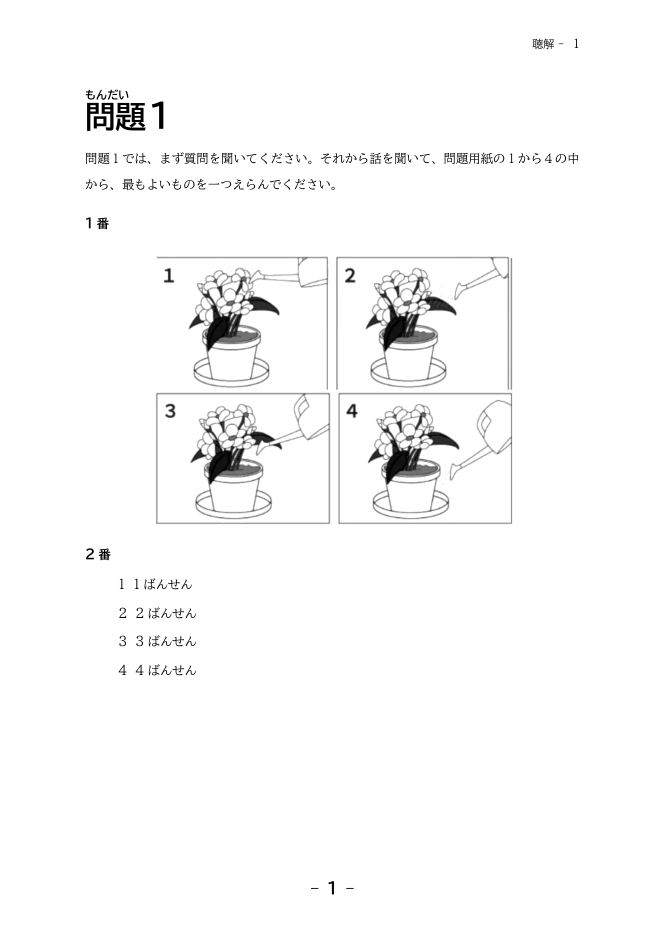 聴解 - 1
もんだい
問題1
問題1では、まず質問を聞いてください。それから話を聞いて、問題用紙の1から4の中
から、最もよいものを一つえらんでください。
1番
1 2
3 4
2番
1 1ばんせん
2 2ばんせん
3 3ばんせん
4 4ばんせん
- 1 -